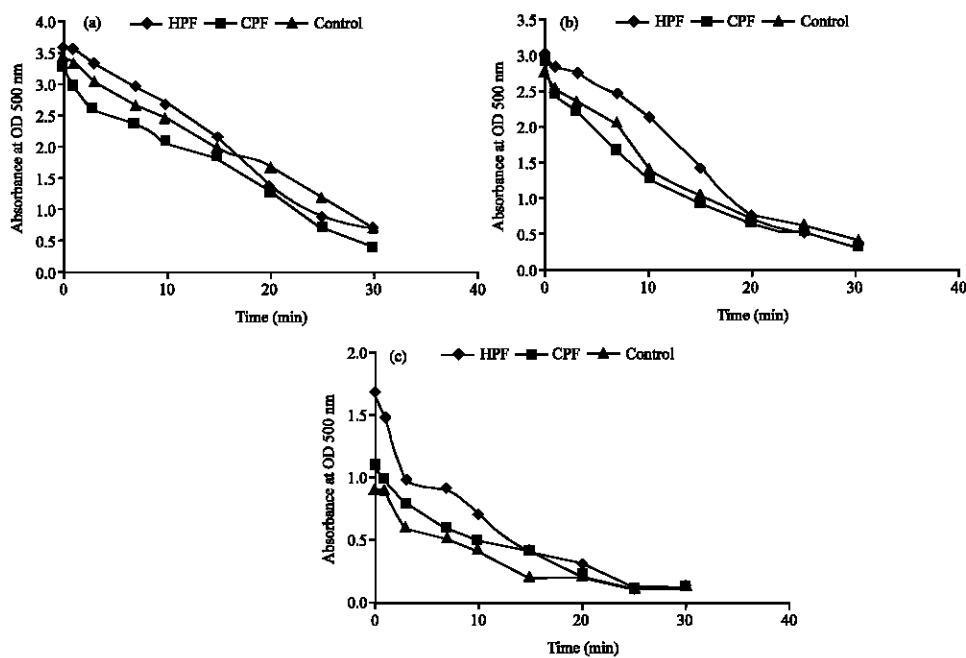 (a) HPF CPF Control
4.0
3.5
3.0
2.5
2.0
1.5
1.0
0.5
0.0
Absorbance at OD 500 nm
0 10 20 30 40
Time (min)
(b) HPF CPF Control
3.5
3.0
2.5
2.0
1.5
1.0
0.5
0.0
Absorbance at OD 500 nm
0 10 20 30 40
Time (min)
(c) HPF CPF Control
2.0
1.5
1.0
0.5
0.0
Absorbance at OD 500 nm
0 10 20 30 40
Time (min)